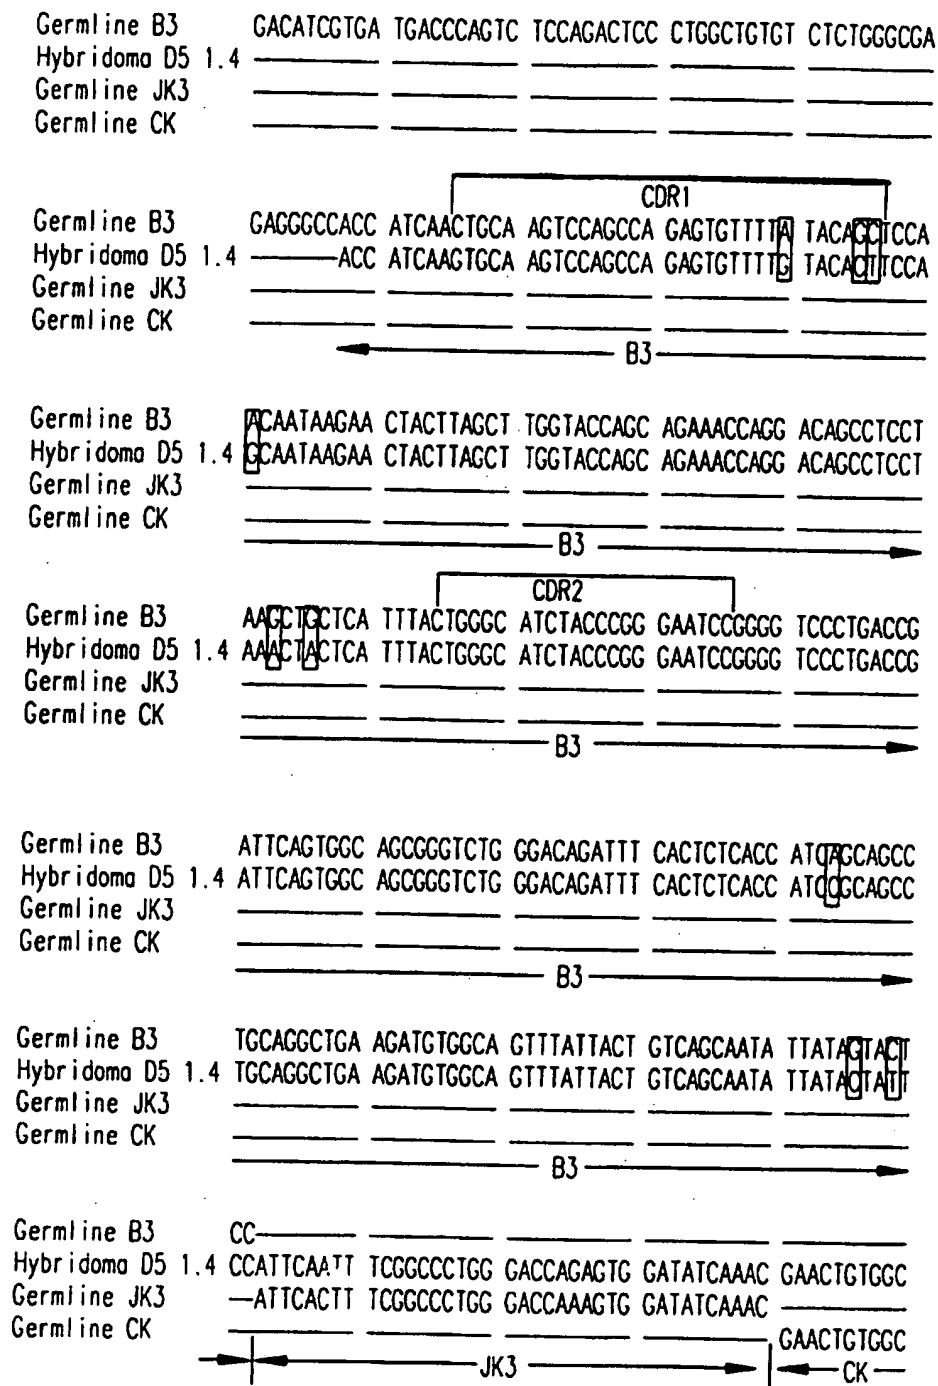 Germline B3 GACATCGTGA TGACCCAGTC TCCAGACTCC CTGGCTGTGT CTCTGGGCGA
Hybridoma D5 1.4
Germline JK3
Germline CK
CDR1
Germline B3 GAGGGCCACC ATCAACTGCA AGTCCAGCCA GAGTGTTTTA TACAGCTCCA
Hybridoma D5 1.4 ACC ATCAAGTGCA AGTCCAGCCA GAGTGTTTTG TACACTTCCA
Germline JK3
Germline CK
B3
Germline B3 ACAATAAGAA CTACTTAGCT TGGTACCAGC AGAAACCAGG ACAGCCTCCT
Hybridoma D5 1.4 GCAATAAGAA CTACTTAGCT TGGTACCAGC AGAAACCAGG ACAGCCTCCT
Germline JK3
Germline CK
B3
CDR2
Germline B3 AAGCTGCTCA TTTACTGGGC ATCTACCCGG GAATCCGGGG TCCCTGACCG
Hybridoma D5 1.4 AAACTACTCA TTTACTGGGC ATCTACCCGG GAATCCGGGG TCCCTGACCG
Germline JK3
Germline CK
B3
Germline B3 ATTCAGTGGC AGCGGGTCTG GGACAGATTT CACTCTCACC ATCAGCAGCC
Hybridoma D5 1.4 ATTCAGTGGC AGCGGGTCTG GGACAGATTT CACTCTCACC ATCCGCAGCC
Germline JK3
Germline CK
B3
Germline B3 TGCAGGCTGA AGATGTGGCA GTTTATTACT GTCAGCAATA TTATAGTACT
Hybridoma D5 1.4 TGCAGGCTGA AGATGTGGCA GTTTATTACT GTCAGCAATA TTATACTATT
Germline JK3
Germline CK
B3
Germline B3 CC
Hybridoma D5 1.4 CCATTCAATT TCGGCCCTGG GACCAGAGTG GATATCAAAC GAACTGTGGC
Germline JK3 ATTCACTT TCGGCCCTGG GACCAAAGTG GATATCAAAC
Germline CK GAACTGTGGC
JK3 CK